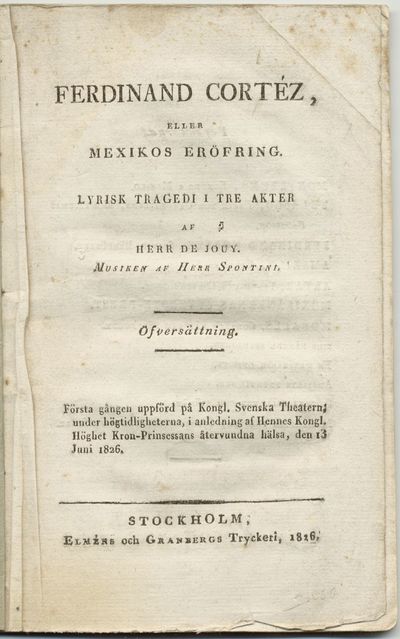 FERDINAND CORTÉZ,
ELLER
MEXIKOS ERÖFRING.
LYRISK TRAGEDI I TRE AKTER
AF
HERR DE JOUY.
MUSIKEN AF HERR SPONTINI.
Öfversättning.
Första gången uppförd på Kongl. Svenska Theatern;
under högtidligheterna, i anledning af Hennes Kongl.
Höghet Kron-Prinsessans återvundna hälsa, den 13
Juni 1826.
STOCKHOLM,
ELMÉNS och GRANBERGS Tryckeri, 1826.